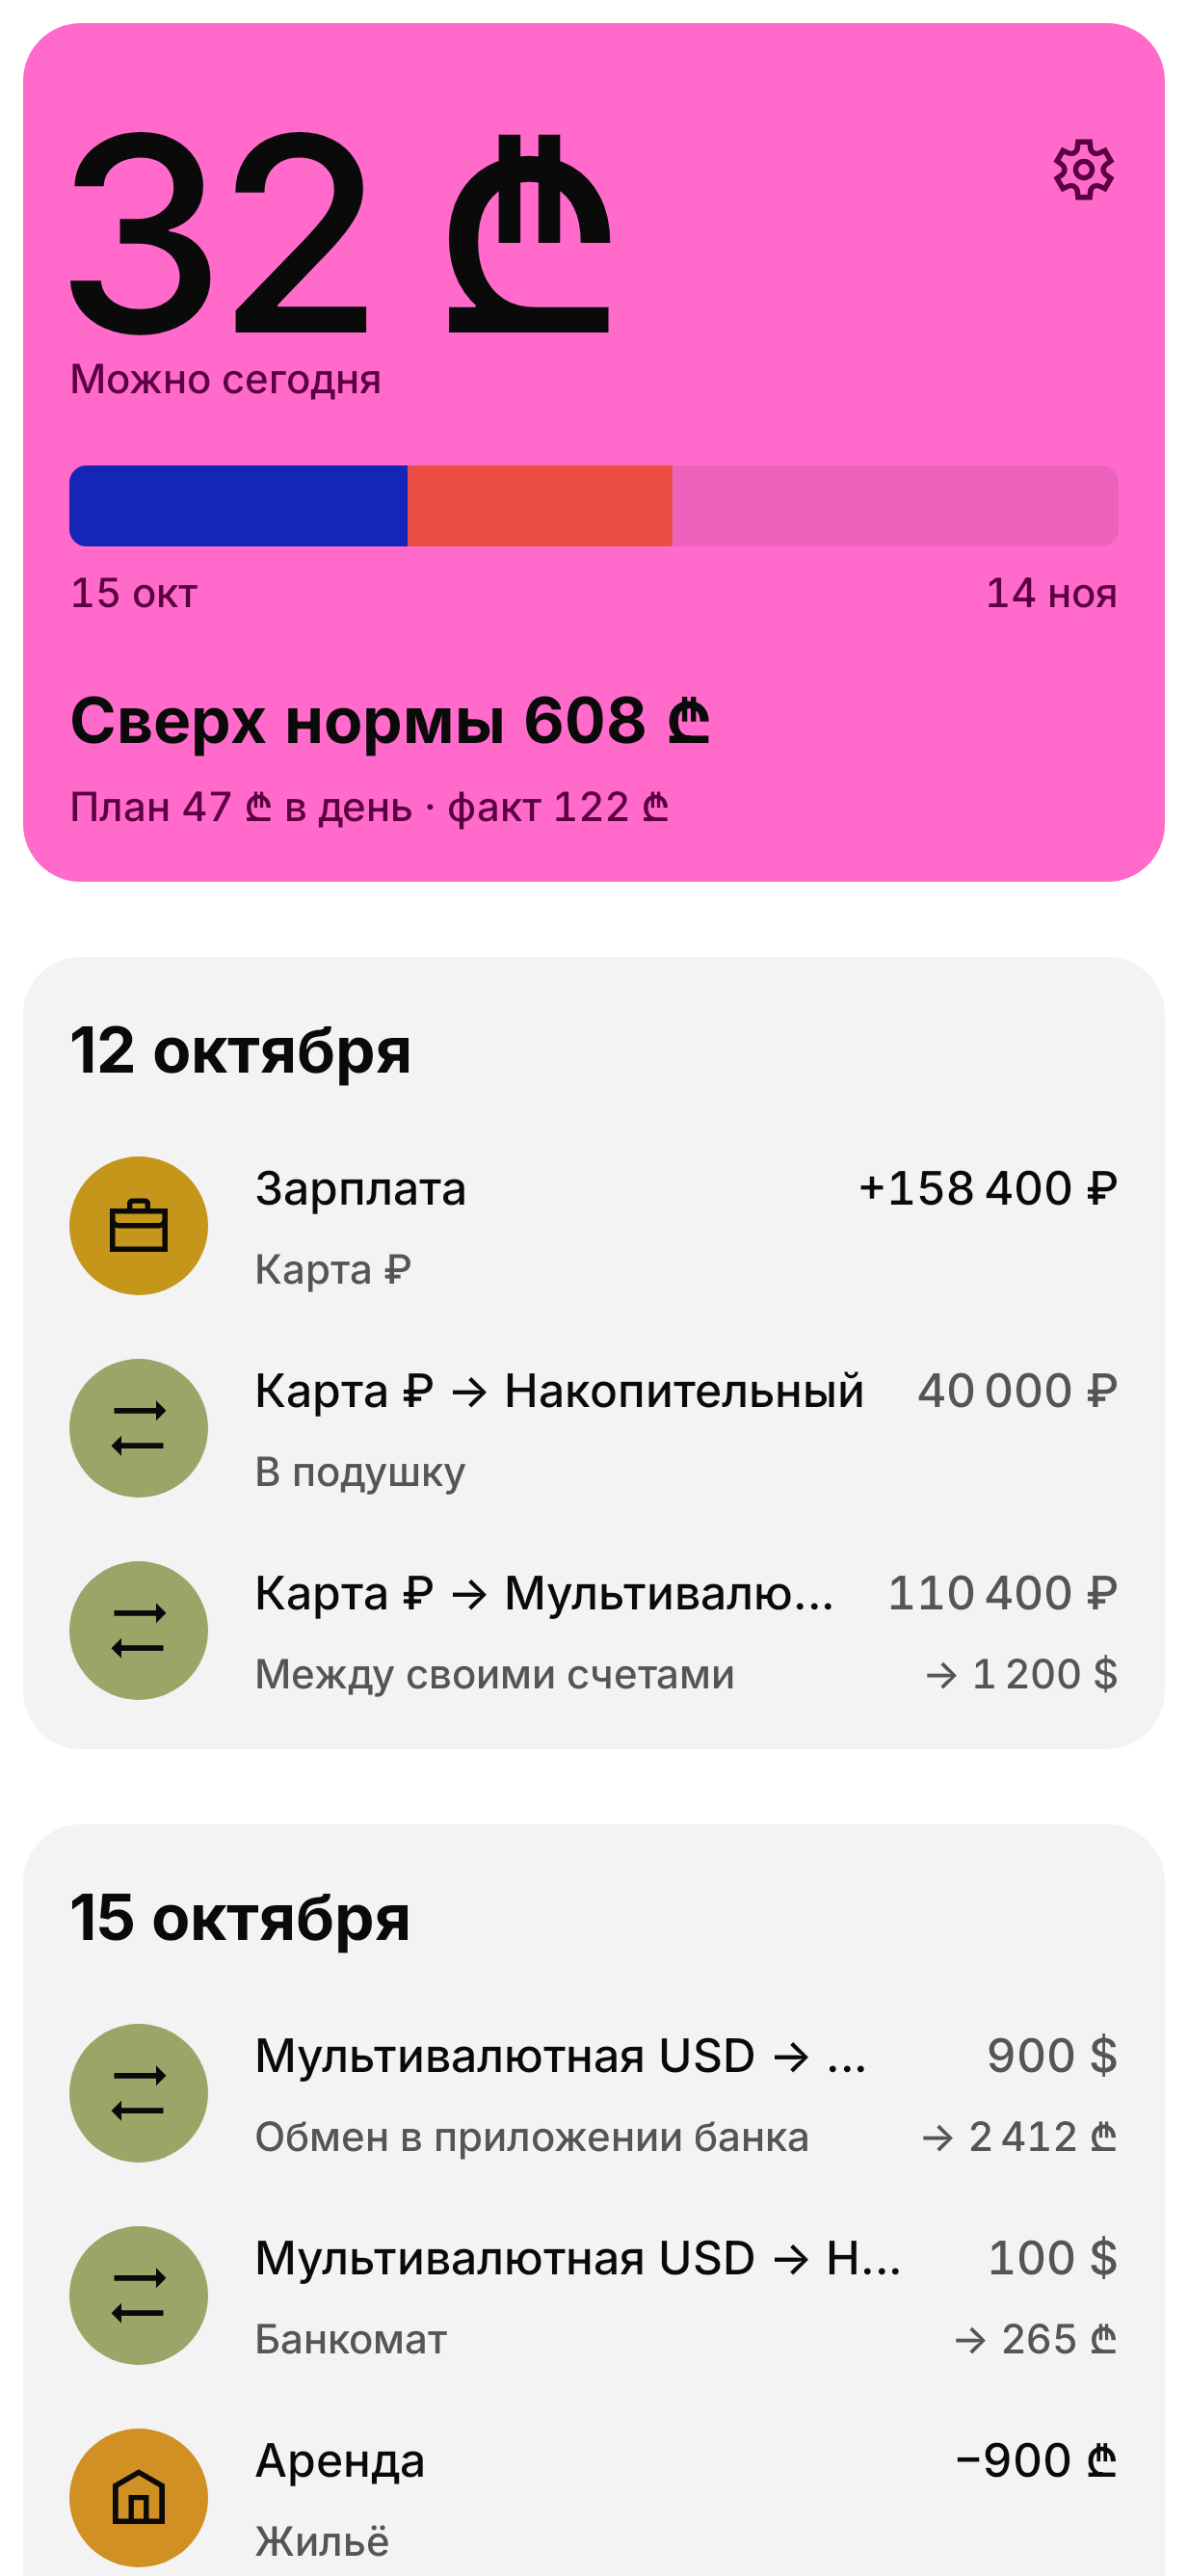 32 ₾
Можно сегодня
15 окт
14 ноя
Сверх нормы 608 ₾
План 47 ₾ в день · факт 122 ₾
12 октября
Зарплата
+158 400 ₽
Карта ₽
Карта ₽ → Накопительный
40 000 ₽
В подушку
Карта ₽ → Мультивалю...
110 400 ₽
Между своими счетами
→ 1 200 $
15 октября
Мультивалютная USD → ...
900 $
Обмен в приложении банка
→ 2 412 ₾
Мультивалютная USD → Н...
100 $
Банкомат
→ 265 ₾
Аренда
−900 ₾
Жильё